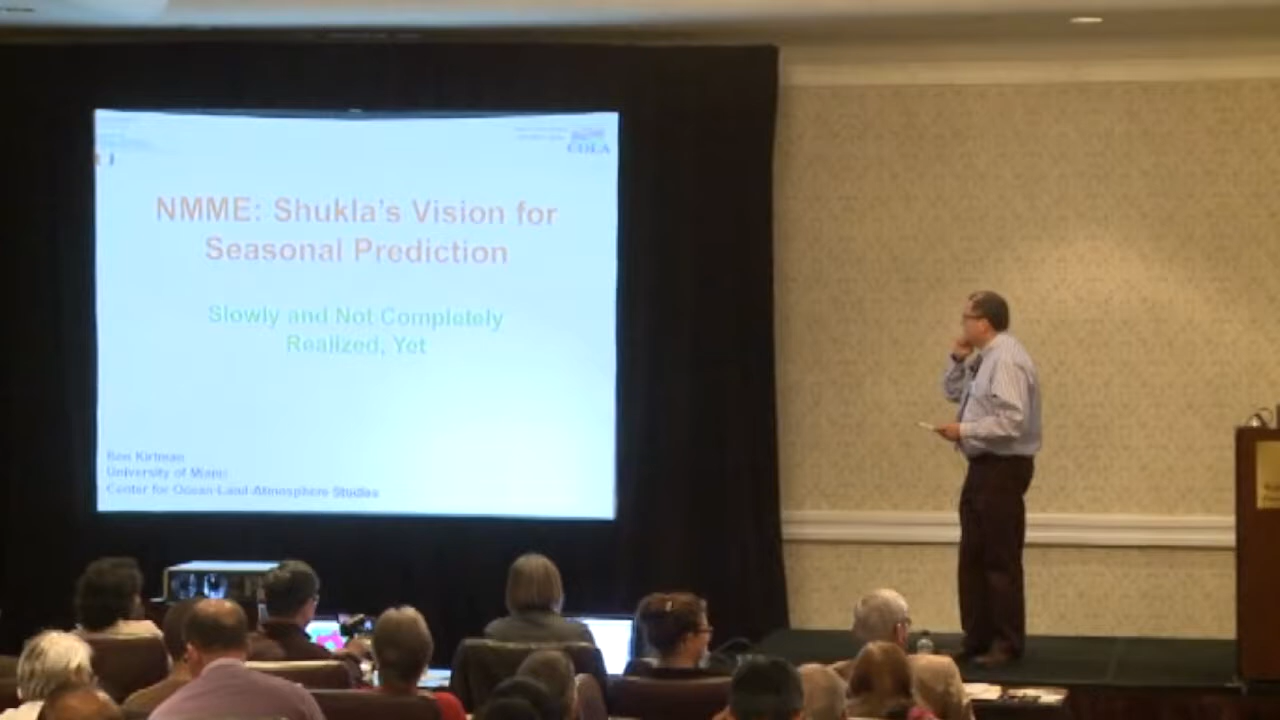 COLA
NMME: Shukla's Vision for
Seasonal Prediction
Slowly and Not Completely
Realized, Yet
Ben Kirtman
University of Miami
Center for Ocean-Land-Atmosphere Studies